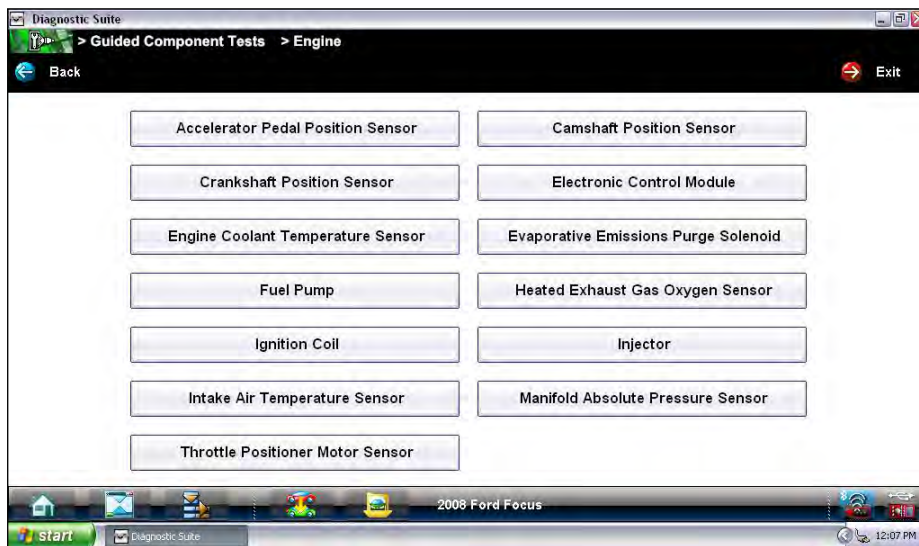 Diagnostic Suite
> Guided Component Tests > Engine
Back
Exit
Accelerator Pedal Position Sensor
Camshaft Position Sensor
Crankshaft Position Sensor
Electronic Control Module
Engine Coolant Temperature Sensor
Evaporative Emissions Purge Solenoid
Fuel Pump
Heated Exhaust Gas Oxygen Sensor
Ignition Coil
Injector
Intake Air Temperature Sensor
Manifold Absolute Pressure Sensor
Throttle Positioner Motor Sensor
2008 Ford Focus
start
Diagnostic Suite
12:07 PM